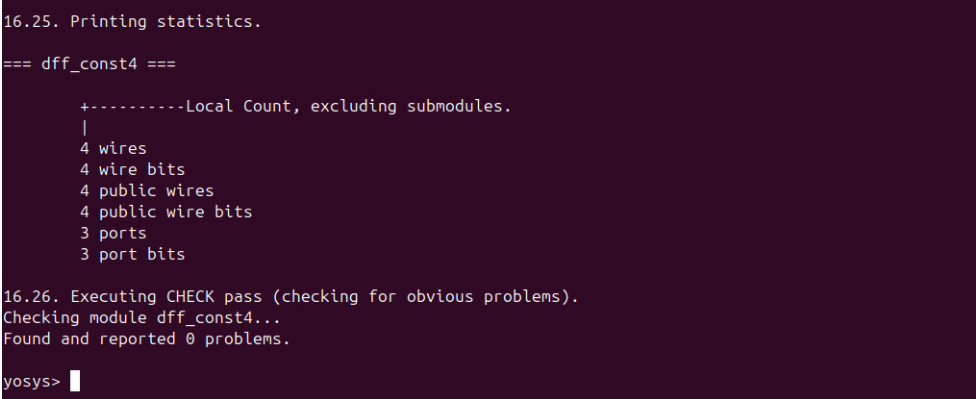 16.25. Printing statistics.
=== dff_const4 ===
+----------Local Count, excluding submodules.
|
4 wires
4 wire bits
4 public wires
4 public wire bits
3 ports
3 port bits
16.26. Executing CHECK pass (checking for obvious problems).
Checking module dff_const4...
Found and reported 0 problems.
yosys>